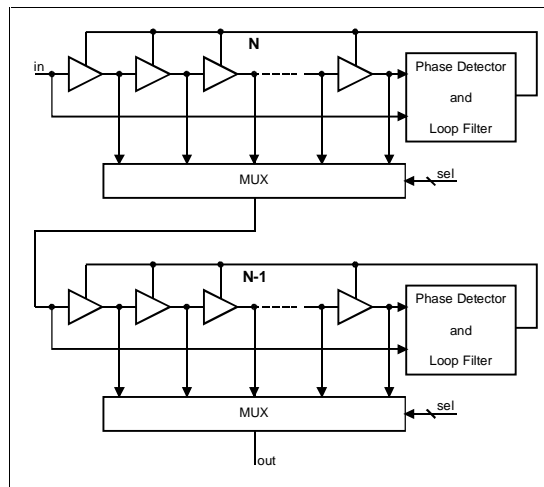 N
in
Phase Detector
and
Loop Filter
MUX
sel
N-1
Phase Detector
and
Loop Filter
MUX
sel
out